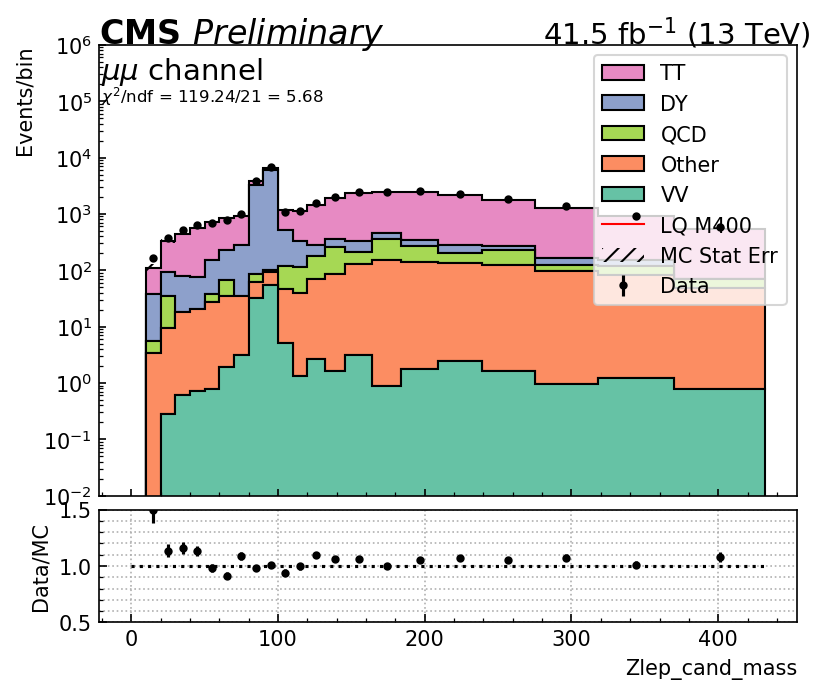 CMS Preliminary 41.5 fb⁻¹ (13 TeV)
μμ channel
χ²/ndf = 119.24/21 = 5.68
Events/bin
10⁶
10⁵
10⁴
10³
10²
10¹
10⁰
10⁻¹
10⁻²
TT
DY
QCD
Other
VV
LQ M400
MC Stat Err
Data
Data/MC
1.5
1.0
0.5
0 100 200 300 400
Zlep_cand_mass